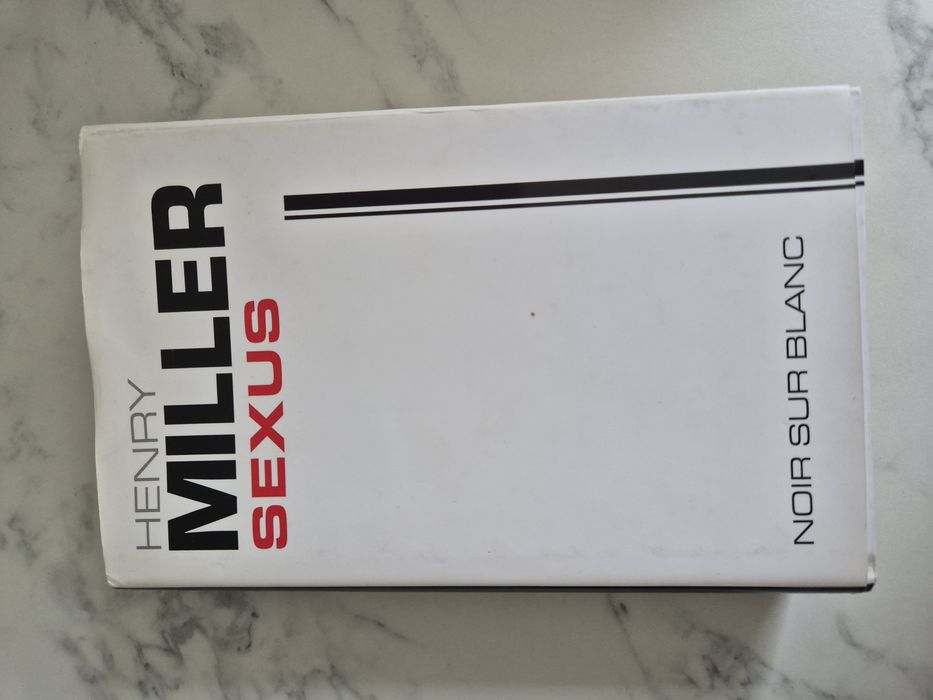 HENRY
MILLER
SEXUS
NOIR SUR BLANC